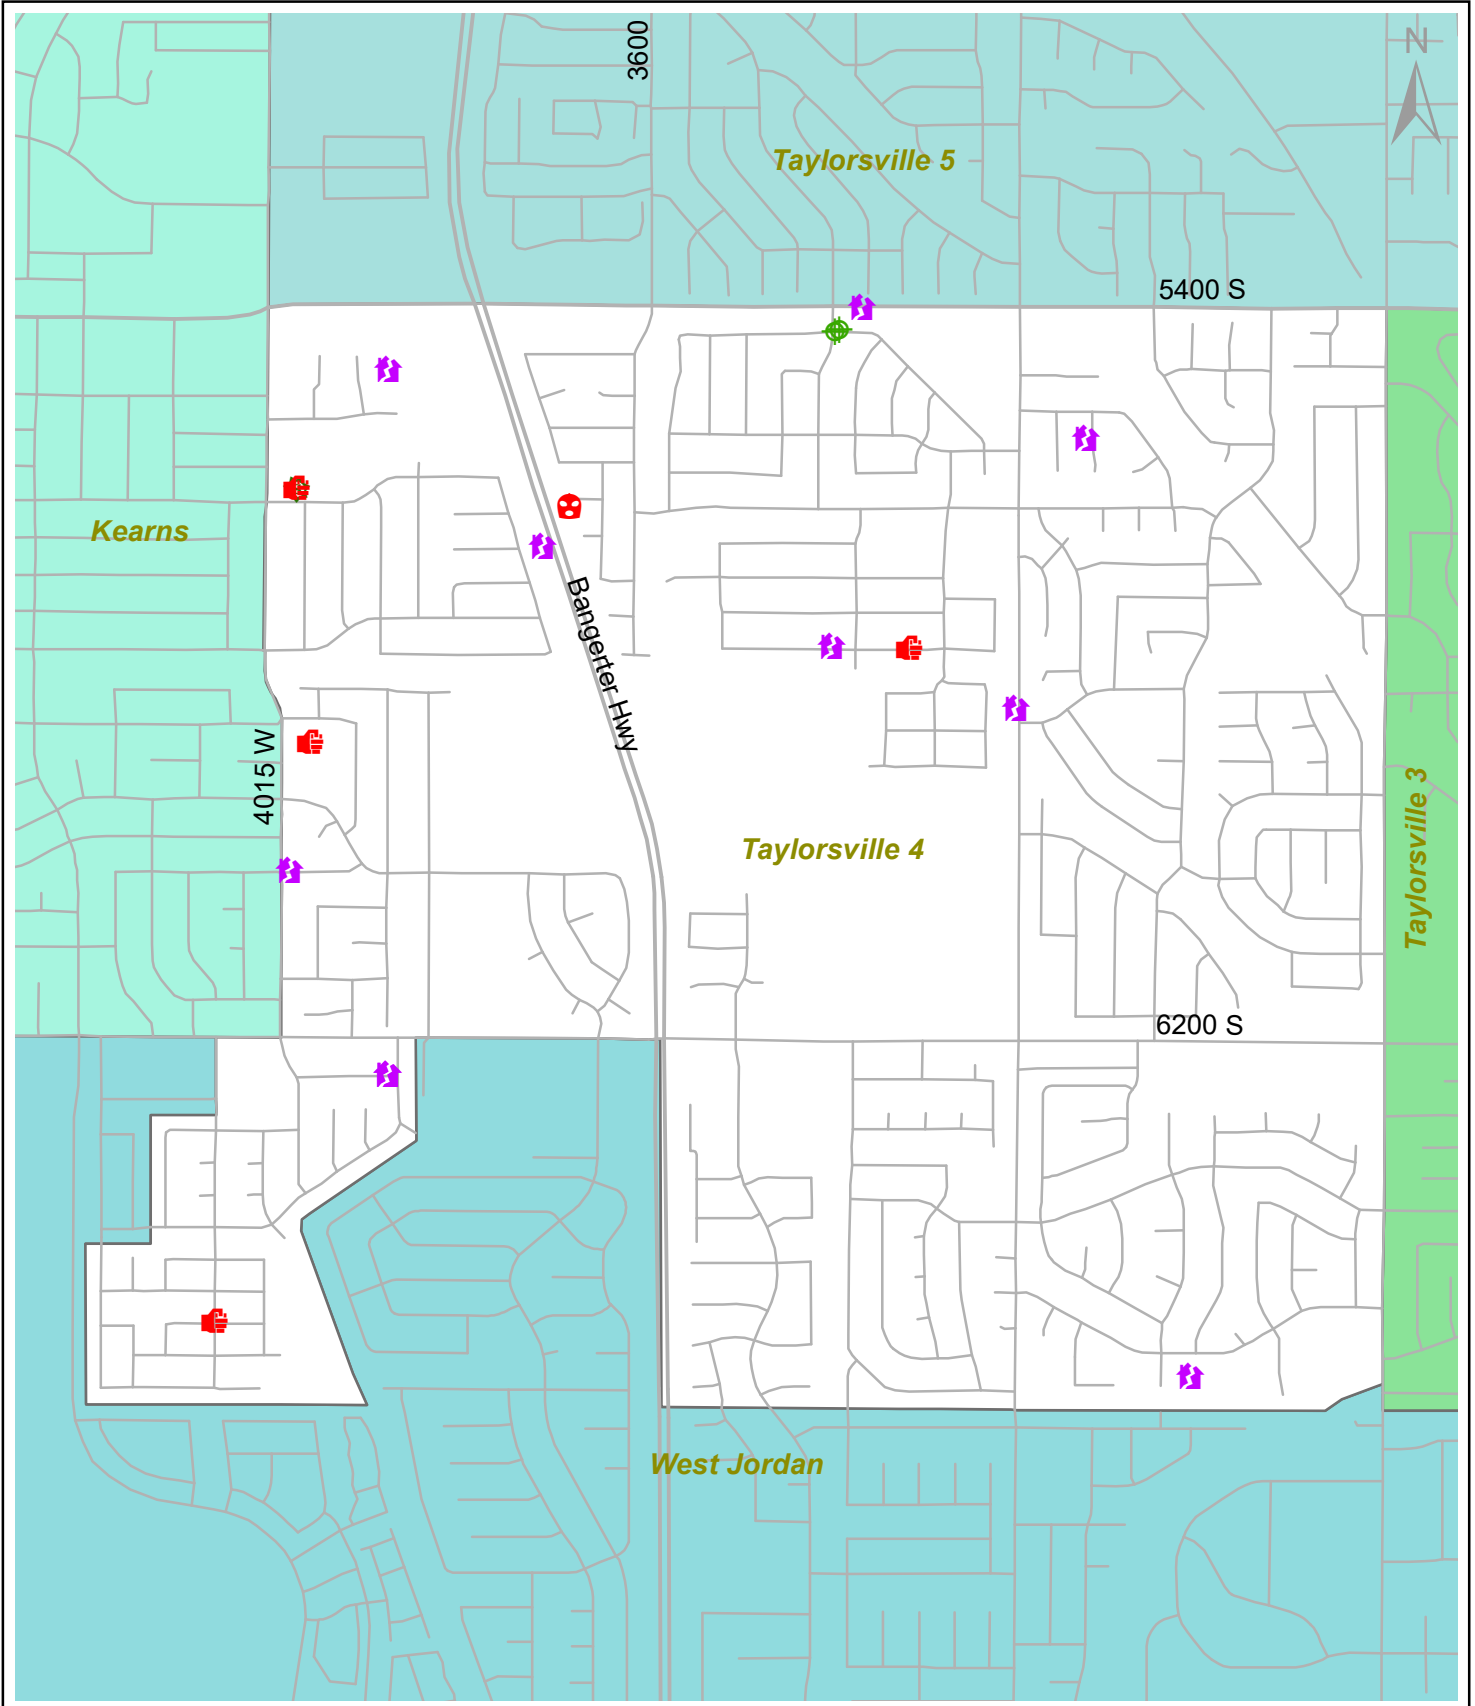 3600
N
Taylorsville 5
5400 S
Kearns
Bangerter Hwy
4015 W
Taylorsville 4
Taylorsville 3
6200 S
West Jordan